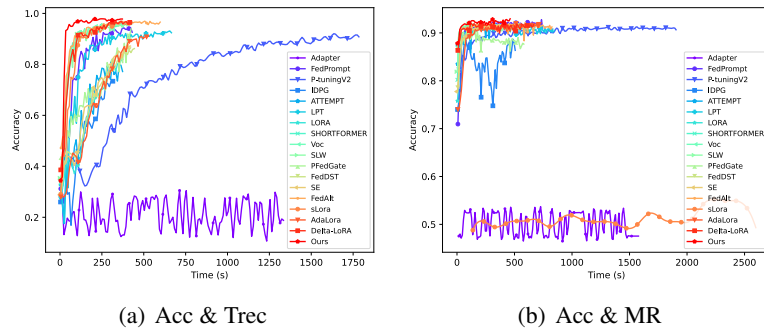 1.0
0.8
0.6
0.4
0.2
Accuracy
0
250
500
750
1000
1250
1500
1750
Time (s)
Adapter
FedPrompt
P-tuningV2
IDPG
ATTEMPT
LPT
LORA
SHORTFORMER
Voc
SLW
PFedGate
FedDST
SE
FedAlt
sLora
AdaLora
Delta-LoRA
Ours
(a) Acc & Trec
0.9
0.8
0.7
0.6
0.5
Accuracy
0
500
1000
1500
2000
2500
Time (s)
Adapter
FedPrompt
P-tuningV2
IDPG
ATTEMPT
LPT
LORA
SHORTFORMER
Voc
SLW
PFedGate
FedDST
SE
FedAlt
sLora
AdaLora
Delta-LoRA
Ours
(b) Acc & MR